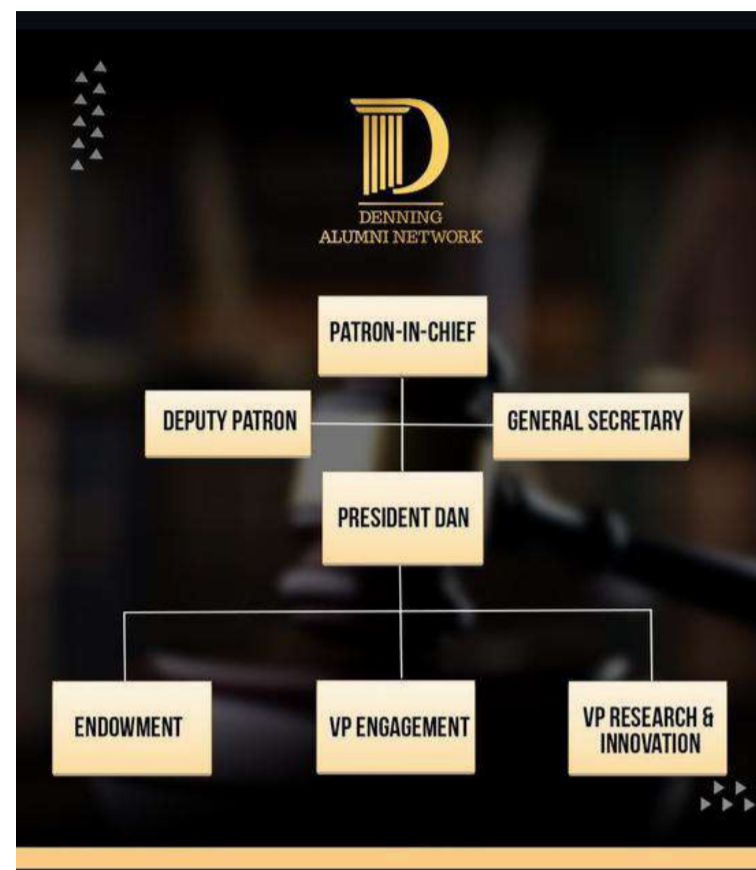 DENNING
ALUMNI NETWORK
PATRON-IN-CHIEF
DEPUTY PATRON
GENERAL SECRETARY
PRESIDENT DAN
ENDOWMENT
VP ENGAGEMENT
VP RESEARCH &
INNOVATION